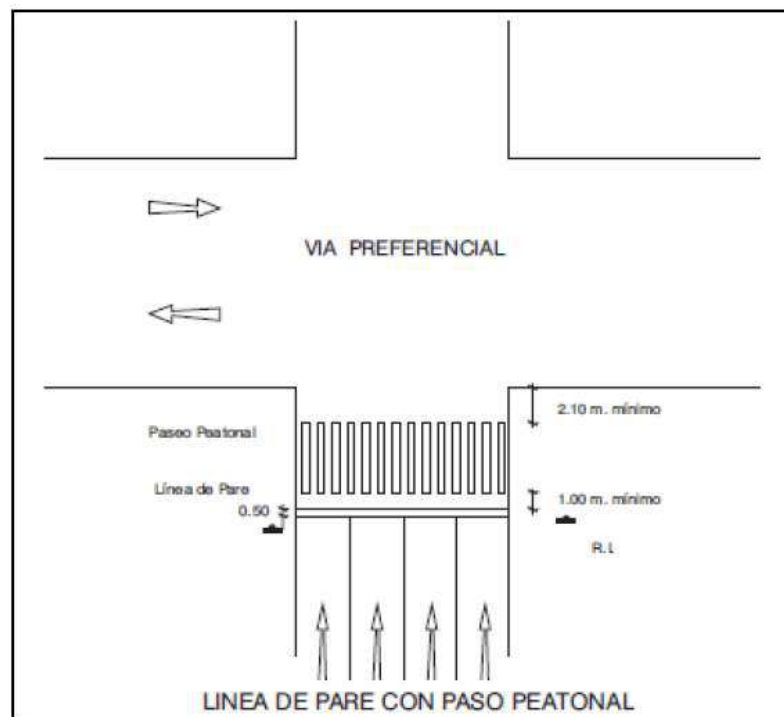 VIA PREFERENCIAL
2.10 m. mínimo
Paseo Peatonal
Línea de Pare
1.00 m. mínimo
0.50
R.I.
LINEA DE PARE CON PASO PEATONAL